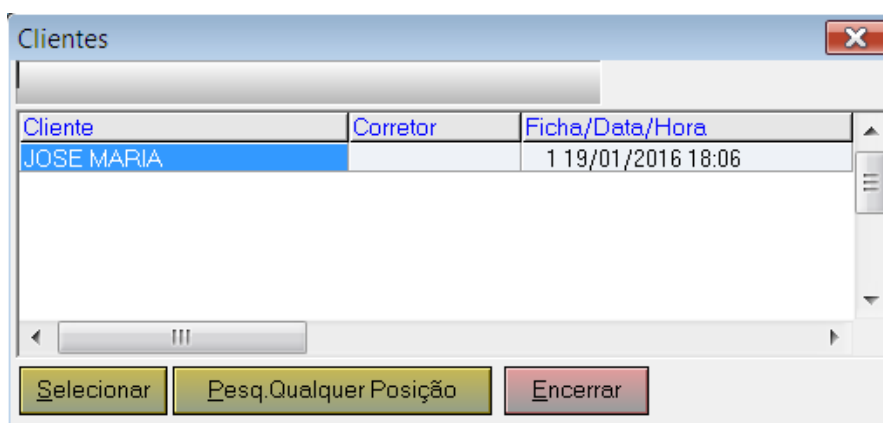 Clientes
Cliente Corretor Ficha/Data/Hora
JOSE MARIA 1 19/01/2016 18:06
Selecionar Pesq.Qualquer Posição Encerrar